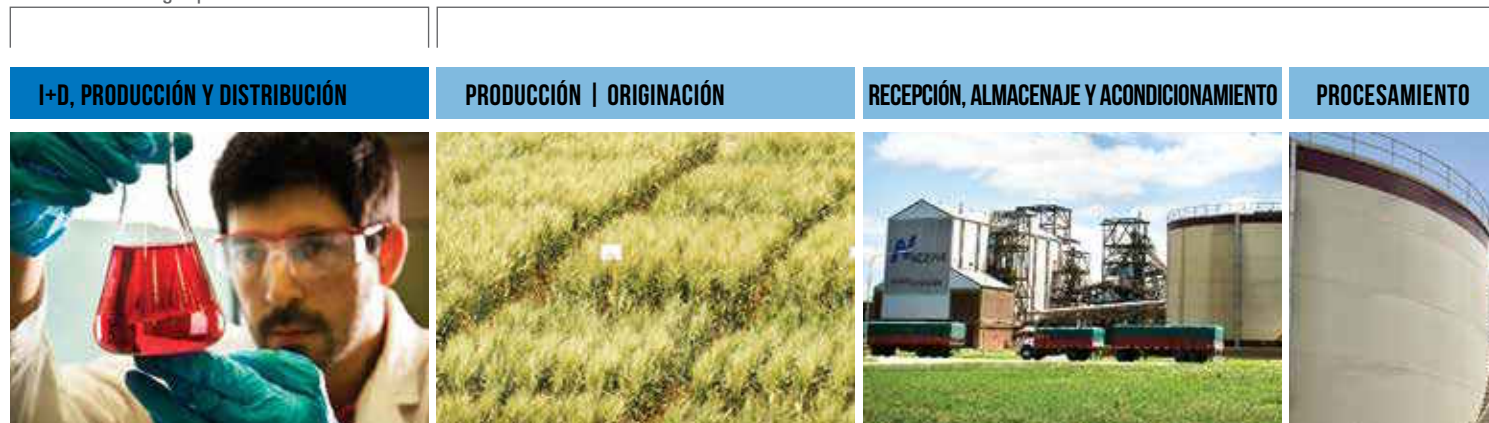 I+D, PRODUCCIÓN Y DISTRIBUCIÓN
PRODUCCIÓN | ORIGINACIÓN
RECEPCIÓN, ALMACENAJE Y ACONDICIONAMIENTO
PROCESAMIENTO